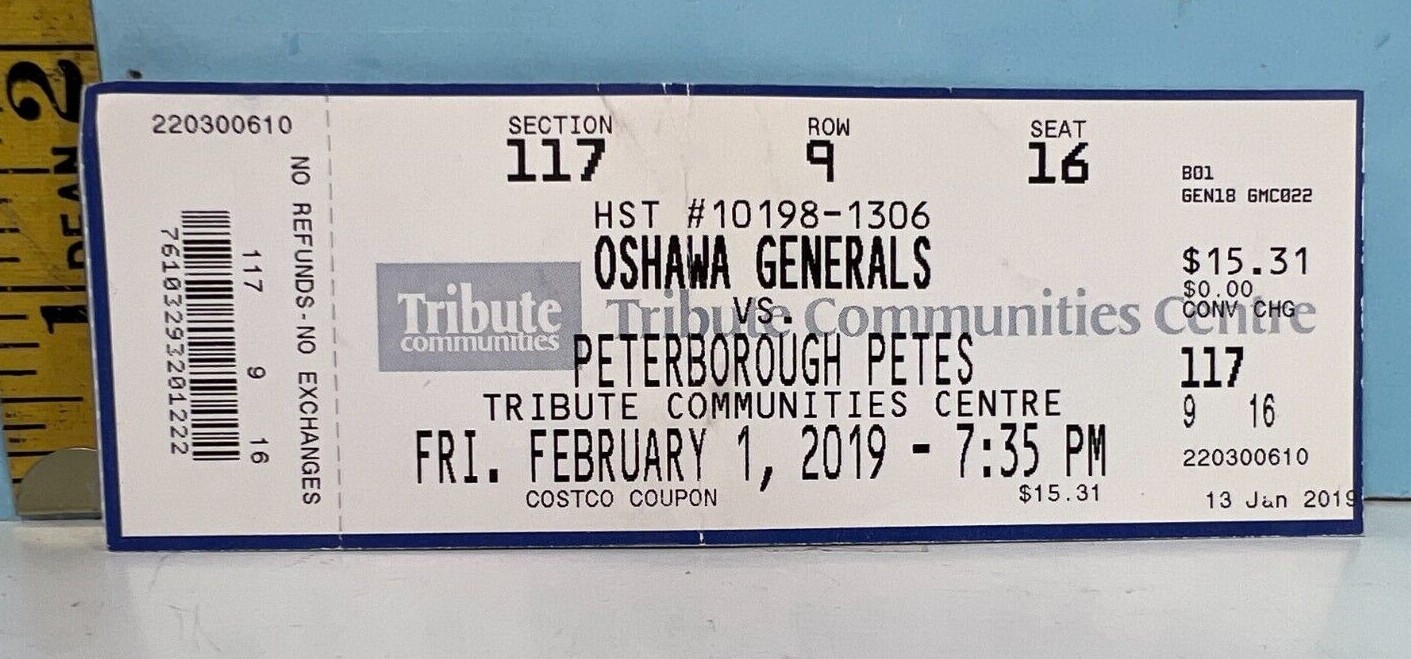 2
1
220300610
NO REFUNDS-NO EXCHANGES
117 9 16
76103293201222
SECTION ROW SEAT
117 9 16
B01
GEN18 GMC022
HST #10198-1306
OSHAWA GENERALS
VS.
PETERBOROUGH PETES
Tribute
communities
Tribute Communities Centre
TRIBUTE COMMUNITIES CENTRE
FRI. FEBRUARY 1, 2019 - 7:35 PM
COSTCO COUPON $15.31
$15.31
$0.00
CONV CHG
117
9 16
220300610
13 Jan 2019